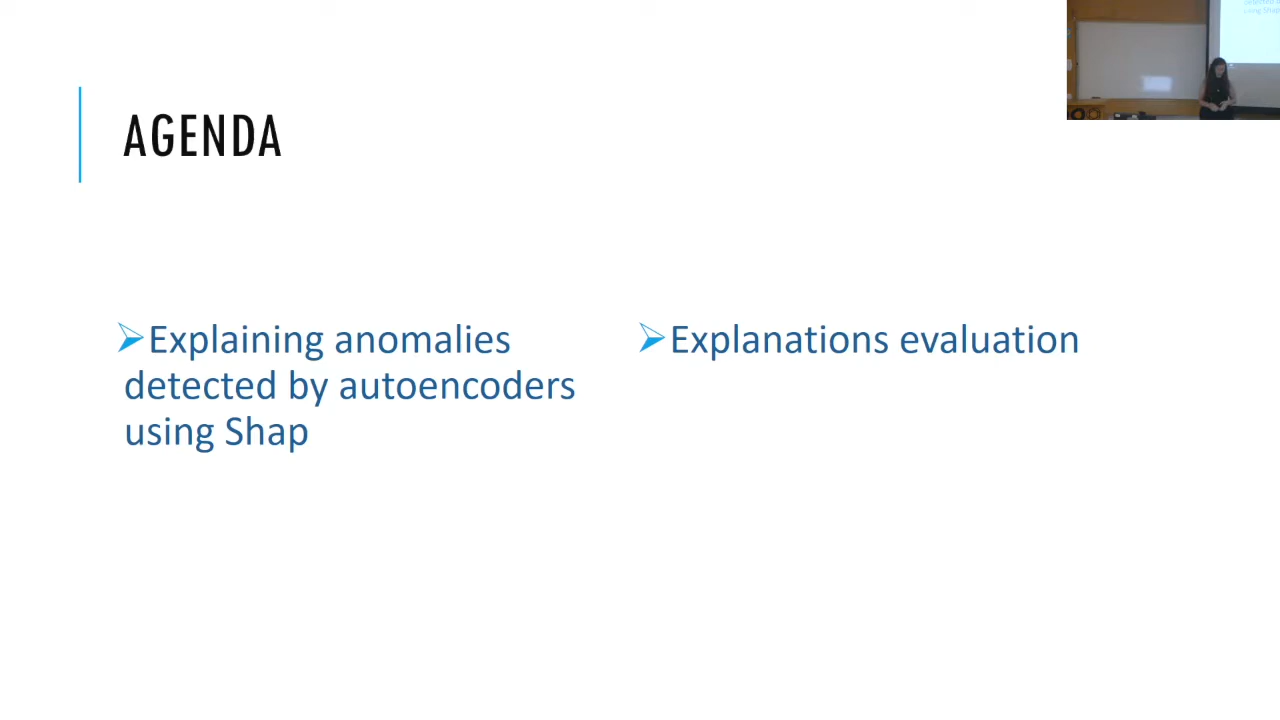 AGENDA
Explaining anomalies
detected by autoencoders
using Shap
Explanations evaluation